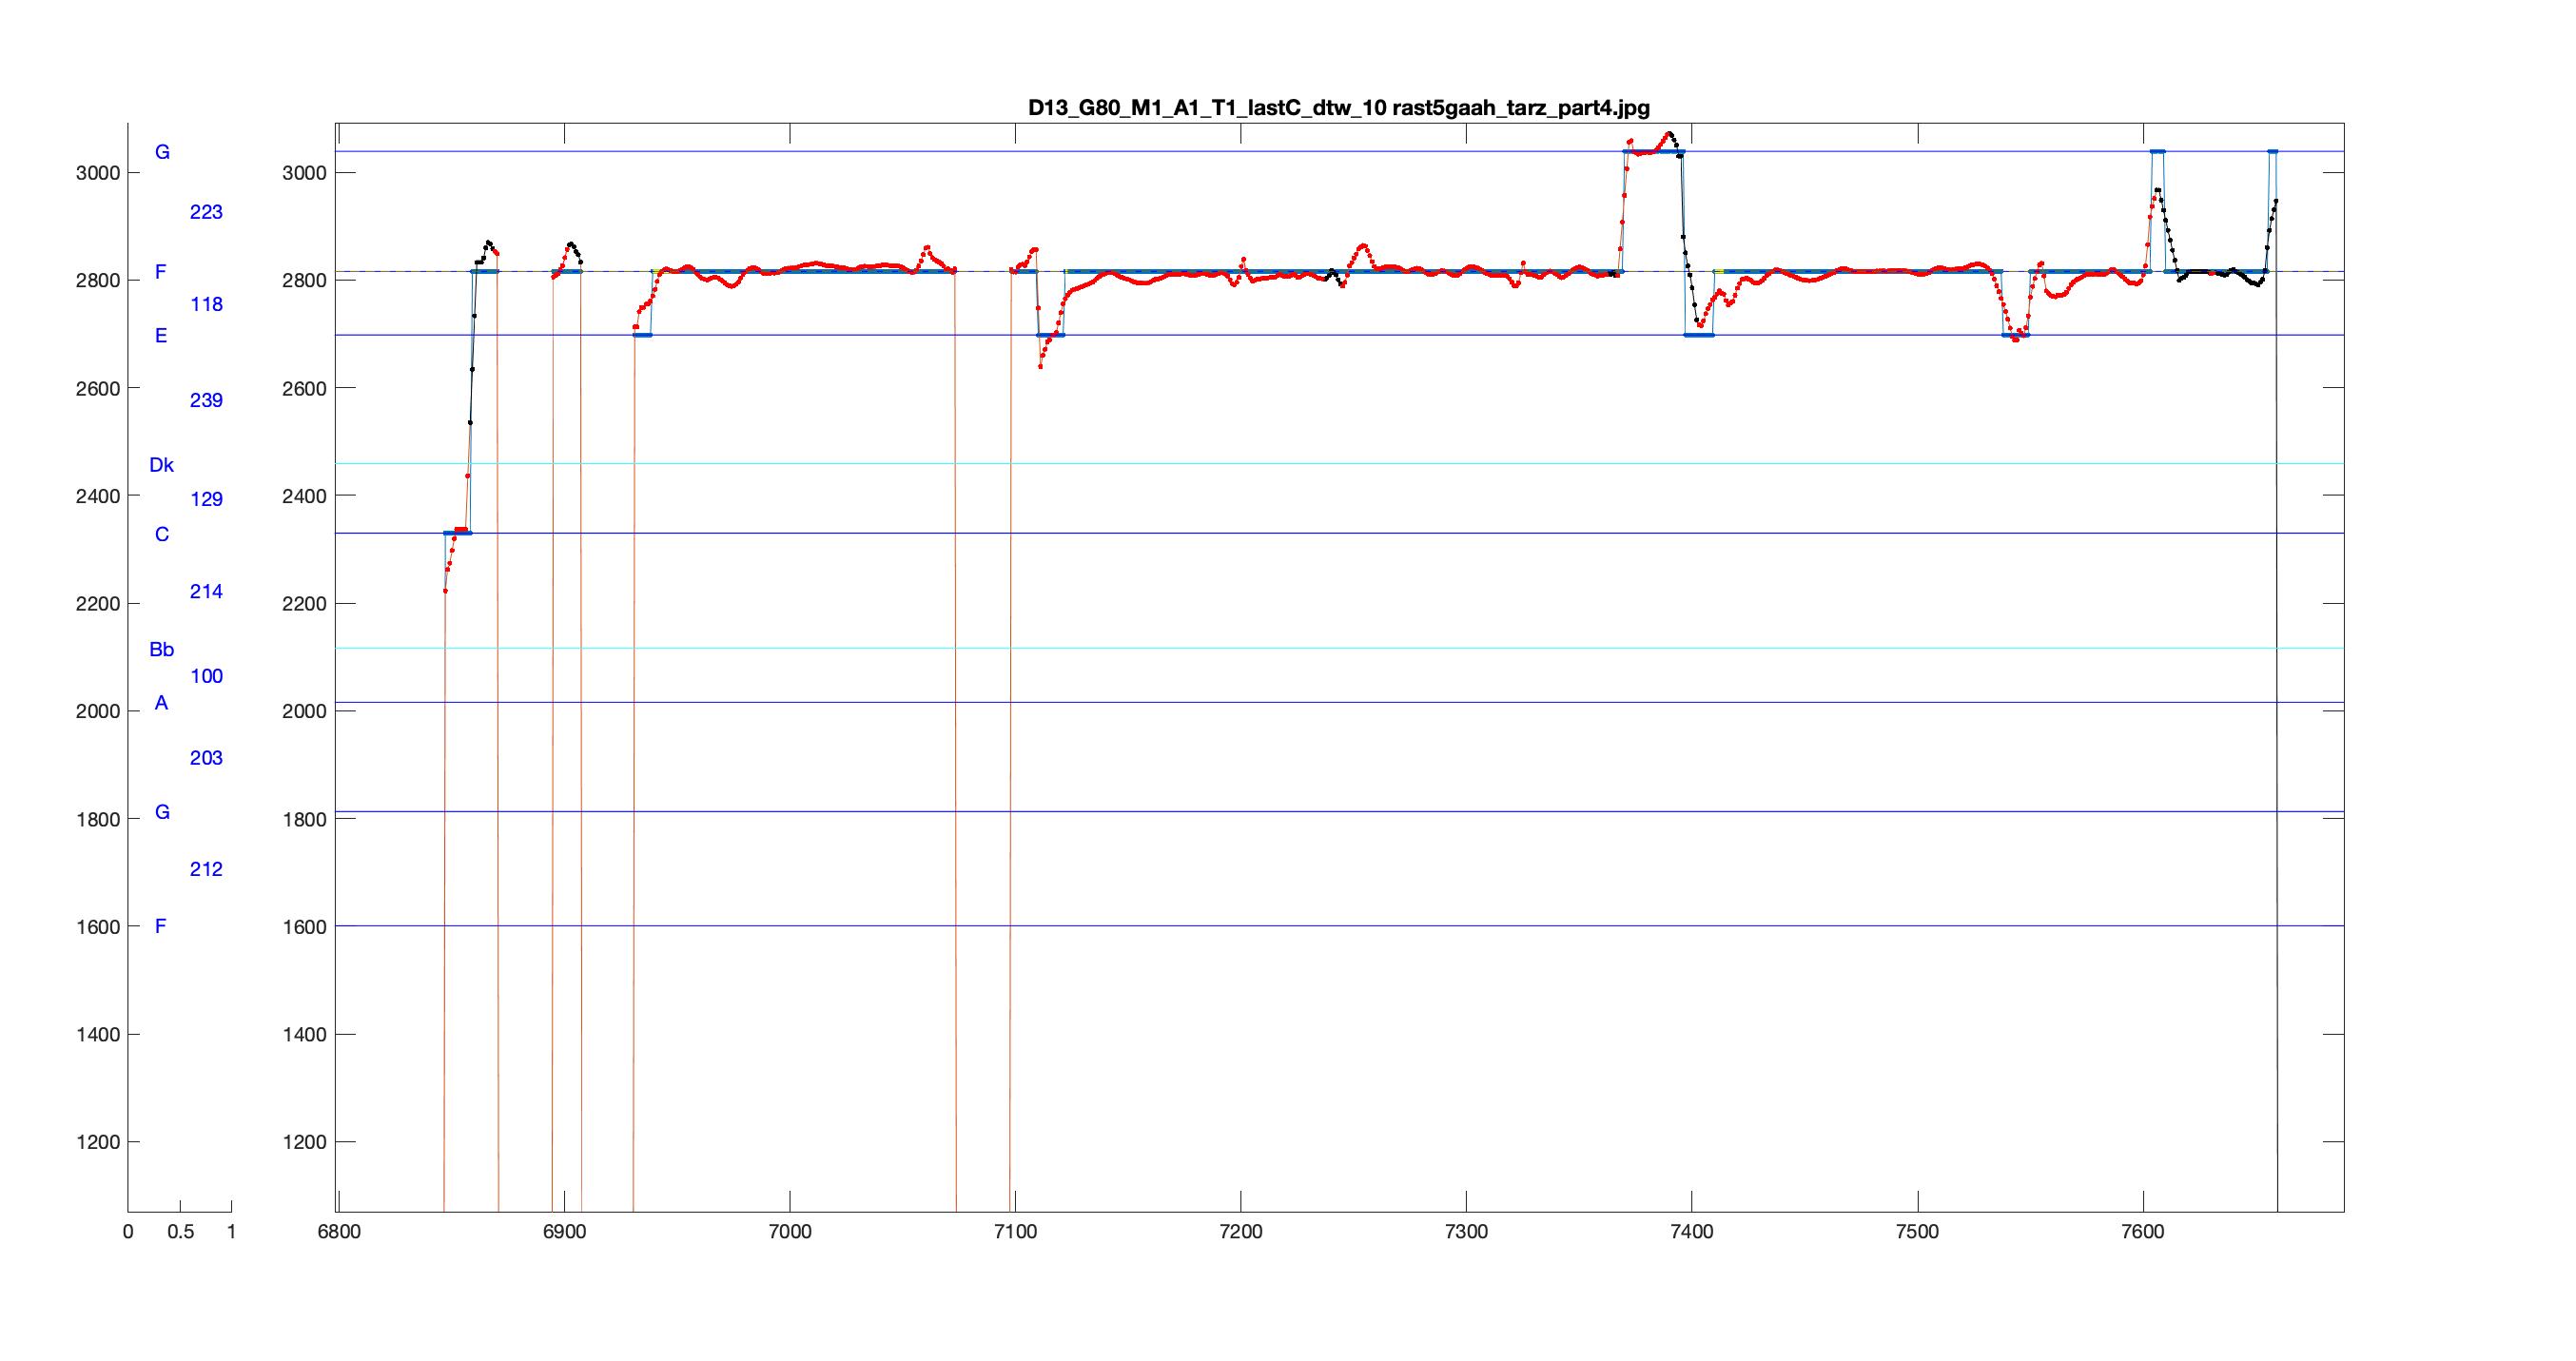 D13_G80_M1_A1_T1_lastC_dtw_10 rast5gaah_tarz_part4.jpg
G
3000 3000
223
F
2800 2800
118
E
2600 2600
239
Dk
2400 2400
129
C
2200 2200
214
Bb
100
A
2000 2000
203
G
1800 1800
212
F
1600 1600
1400 1400
1200 1200
0 0.5 1 6800 6900 7000 7100 7200 7300 7400 7500 7600